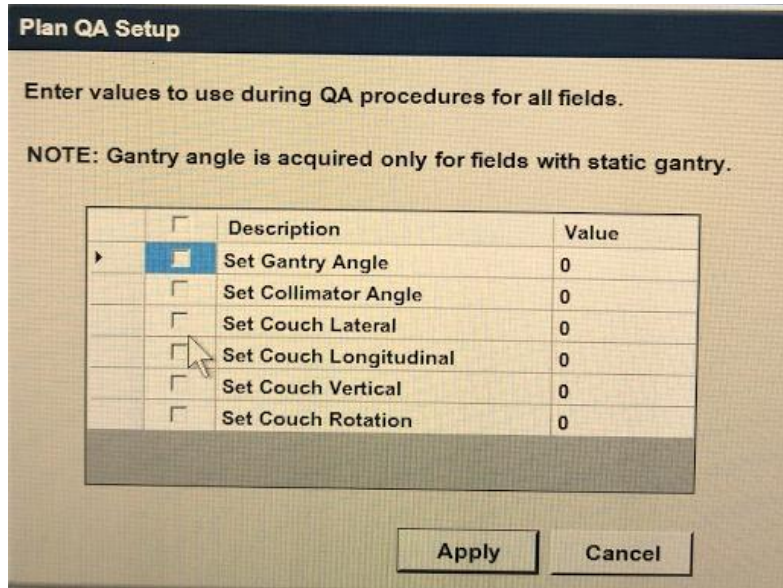 Plan QA Setup
Enter values to use during QA procedures for all fields.
NOTE: Gantry angle is acquired only for fields with static gantry.
Description Value
Set Gantry Angle 0
Set Collimator Angle 0
Set Couch Lateral 0
Set Couch Longitudinal 0
Set Couch Vertical 0
Set Couch Rotation 0
Apply Cancel